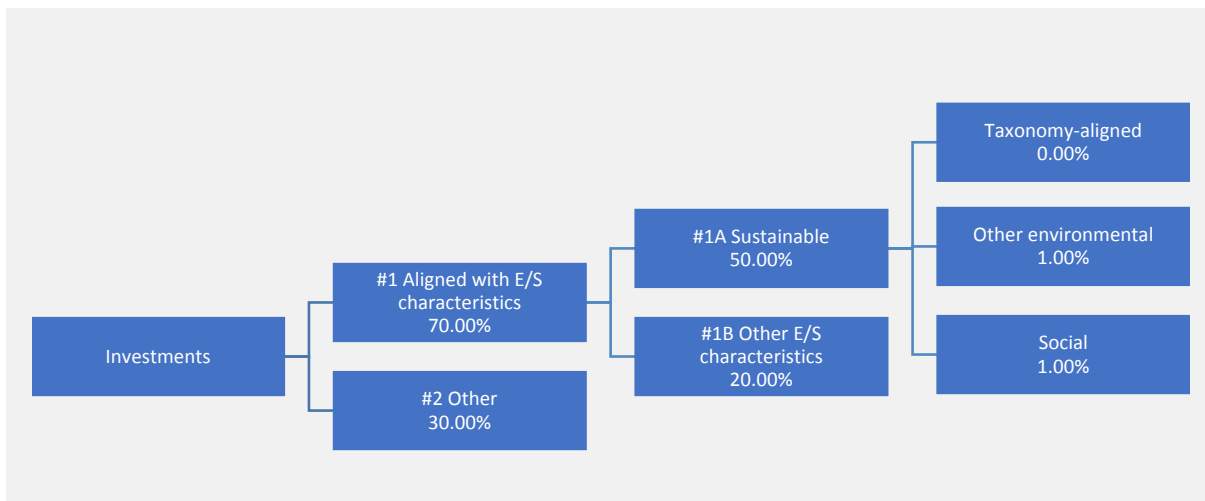 Investments
#1 Aligned with E/S
characteristics
70.00%
#2 Other
30.00%
#1A Sustainable
50.00%
#1B Other E/S
characteristics
20.00%
Taxonomy-aligned
0.00%
Other environmental
1.00%
Social
1.00%